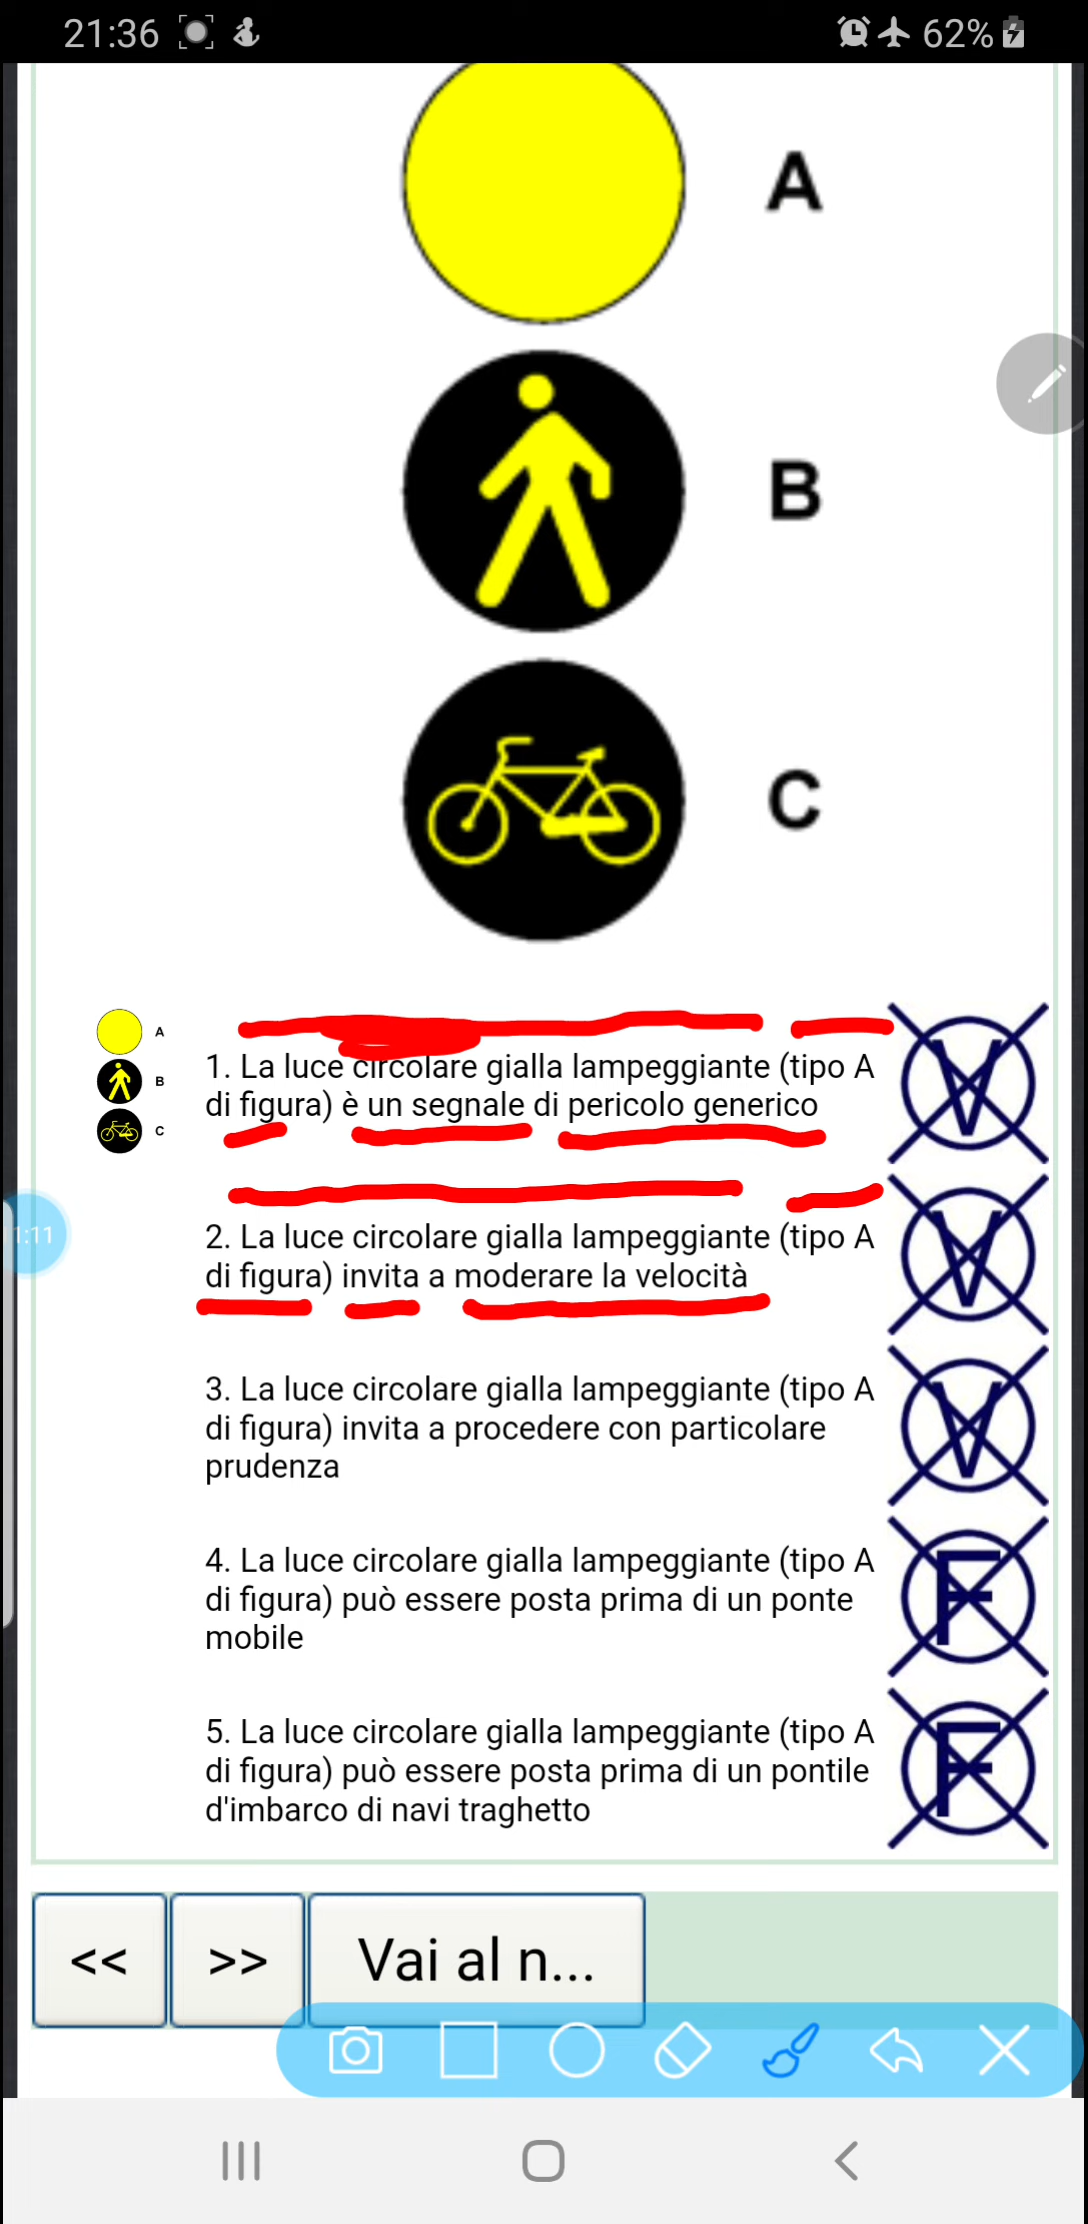 21:36
62%
A
B
C
A
B
C
1. La luce circolare gialla lampeggiante (tipo A
di figura) è un segnale di pericolo generico
V
1:11
2. La luce circolare gialla lampeggiante (tipo A
di figura) invita a moderare la velocità
V
3. La luce circolare gialla lampeggiante (tipo A
di figura) invita a procedere con particolare
prudenza
V
4. La luce circolare gialla lampeggiante (tipo A
di figura) può essere posta prima di un ponte
mobile
F
5. La luce circolare gialla lampeggiante (tipo A
di figura) può essere posta prima di un pontile
d'imbarco di navi traghetto
F
<< >> Vai al n...